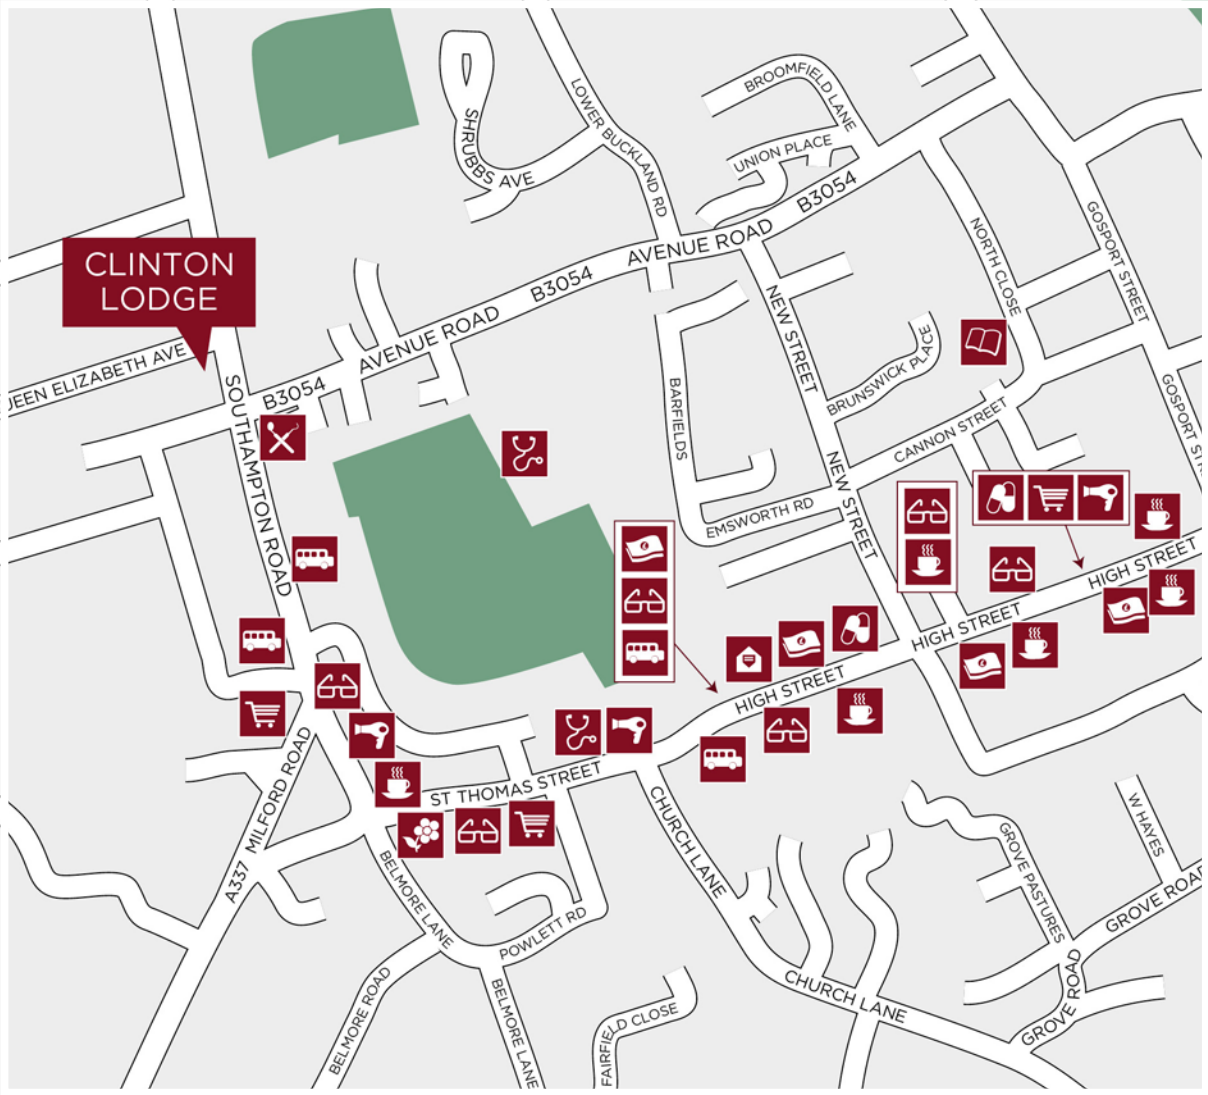 BROOMFIELD LANE
LOWER BUCKLAND RD
SHRUBBS AVE
UNION PLACE
B3054
GOSPORT STREET
NORTH CLOSE
AVENUE ROAD
CLINTON
LODGE
B3054
NEW STREET
AVENUE ROAD
BRUNSWICK PLACE
EEN ELIZABETH AVE
B3054
SOUTHAMPTON ROAD
BARFIELDS
GOSPORT STR
CANNON STREET
NEW STREET
EMSWORTH RD
HIGH STREET
HIGH STREET
HIGH STREET
A337 MILFORD ROAD
ST THOMAS STREET
CHURCH LANE
W HAYES
GROVE PASTURES
GROVE ROAD
BELMORE LANE
POWLETT RD
BELMORE ROAD
BELMORE LANE
CHURCH LANE
GROVE ROAD
FAIRFIELD CLOSE